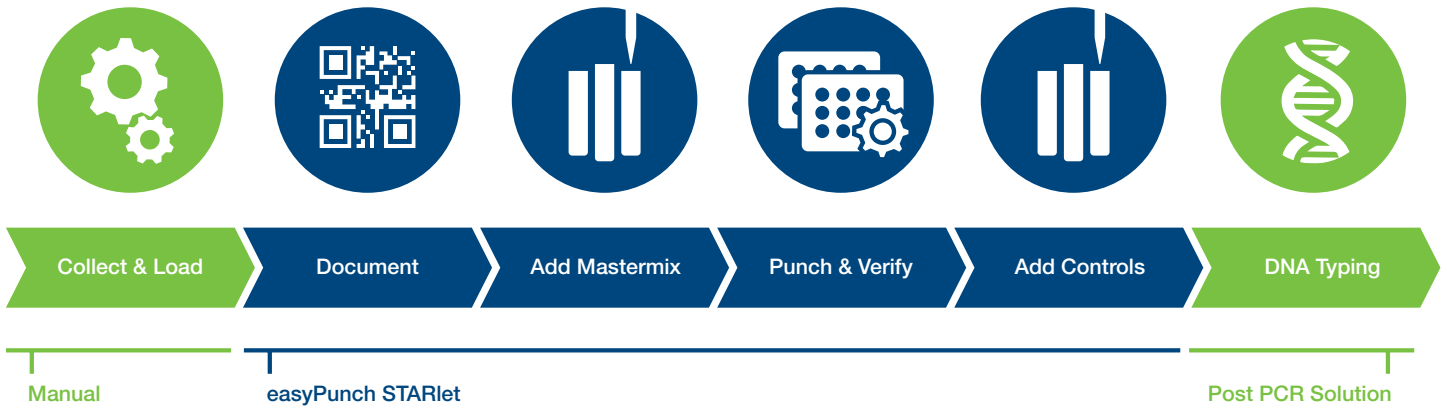 Collect & Load
Document
Add Mastermix
Punch & Verify
Add Controls
DNA Typing
Manual
easyPunch STARlet
Post PCR Solution